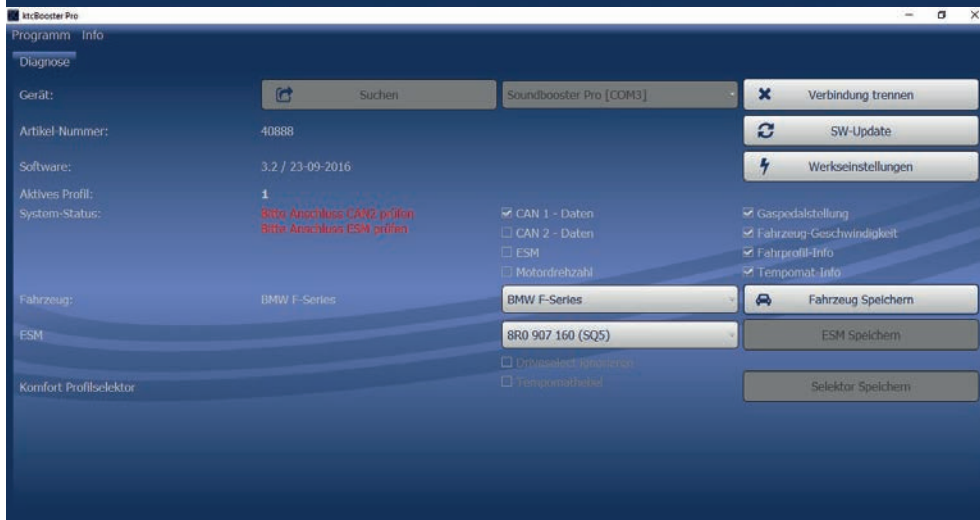 ktcBooster Pro
Programm Info
Diagnose
Gerät: Suchen Soundbooster Pro [COM3] Verbindung trennen
Artikel-Nummer: 40888 SW-Update
Software: 3.2 / 23-09-2016 Werkseinstellungen
Aktives Profil: 1
System-Status: Bitte Anschluss CAN2 prüfen CAN 1 - Daten Gaspedalstellung
Bitte Anschluss ESM prüfen CAN 2 - Daten Fahrzeug-Geschwindigkeit
ESM Fahrprofil-Info
Motordrehzahl Tempomat-Info
Fahrzeug: BMW F-Series BMW F-Series Fahrzeug Speichern
ESM 8R0 907 160 (SQ5) ESM Speichern
Driveselect ignorieren
Komfort Profilselektor Tempomathebel Selektor Speichern